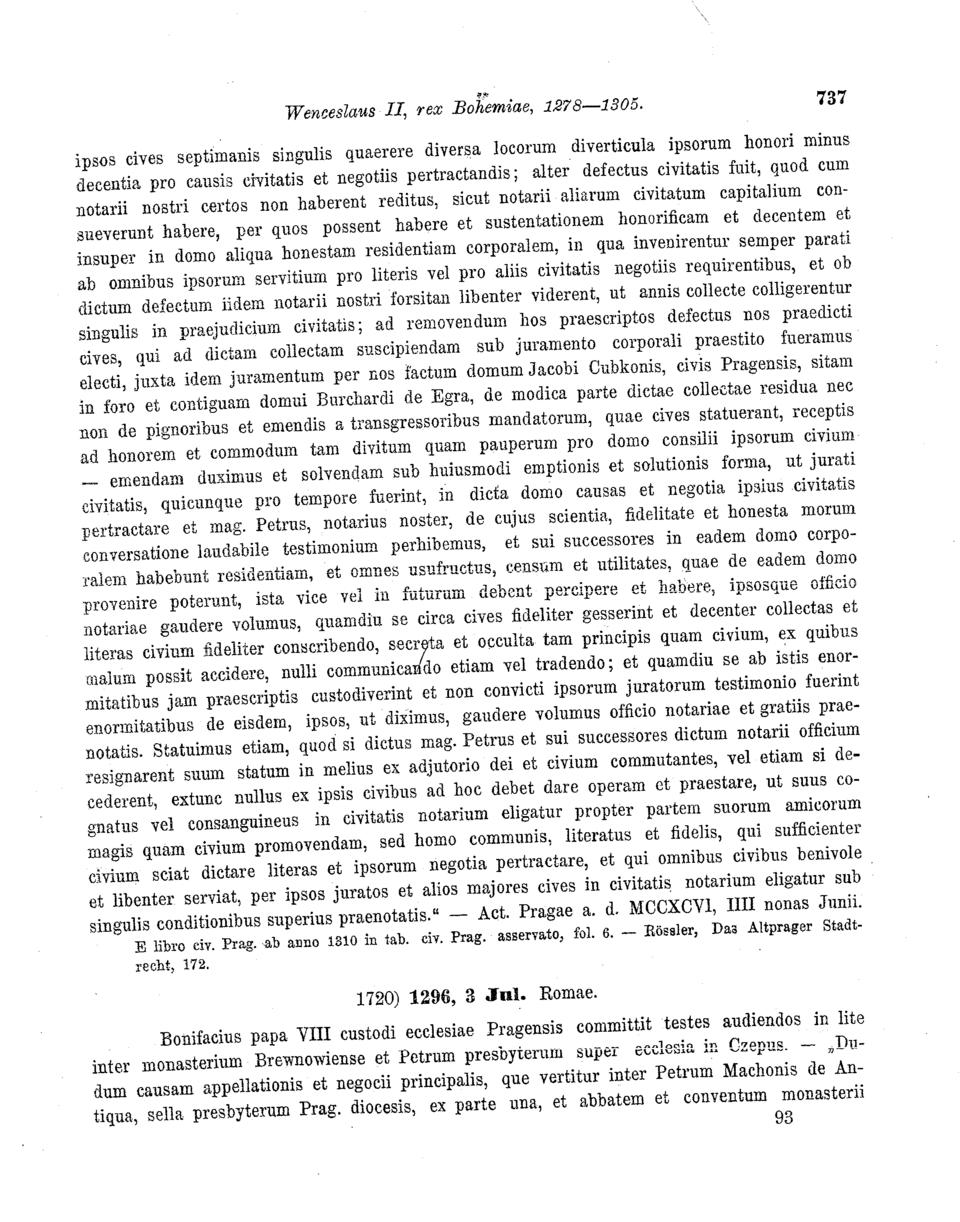 Wenceslaus II, rex Bohemiae, 1278—1305. 737
ipsos cives septimanis singulis quaerere diversa locorum diverticula ipsorum honori minus
decentia pro causis civitatis et negotiis pertractandis; alter defectus civitatis fuit, quod cum
notarii nostri certos non haberent reditus, sicut notarii aliarum civitatum capitalium con-
sueverunt habere, per quos possent habere et sustentationem honorificam et decentem et
insuper in domo aliqua honestam residentiam corporalem, in qua invenirentur semper parati
ab omnibus ipsorum servitium pro literis vel pro aliis civitatis negotiis requirentibus, et ob
dictum defectum iidem notarii nostri forsitan libenter viderent, ut annis collecte colligerentur
singulis in praejudicium civitatis; ad removendum hos praescriptos defectus nos praedicti
cives, qui ad dictam collectam suscipiendam sub juramento corporali praestito fueramus
electi, juxta idem juramentum per nos factum domum Jacobi Cubkonis, civis Pragensis, sitam
in foro et contiguam domui Burchardi de Egra, de modica parte dictae collectae residua nec
non de pignoribus et emendis a transgressoribus mandatorum, quae cives statuerant, receptis
ad honorem et commodum tam divitum quam pauperum pro domo consilii ipsorum civium
— emendam duximus et solvendam sub huiusmodi emptionis et solutionis forma, ut jurati
civitatis, quicunque pro tempore fuerint, in dicta domo causas et negotia ipsius civitatis
pertractare et mag. Petrus, notarius noster, de cujus scientia, fidelitate et honesta morum
conversatione laudabile testimonium perhibemus, et sui successores in eadem domo corpo-
ralem habebunt residentiam, et omnes usufructus, censum et utilitates, quae de eadem domo
provenire poterunt, ista vice vel in futurum debent percipere et habere, ipsosque officio
notariae gaudere volumus, quamdiu se circa cives fideliter gesserint et decenter collectas et
literas civium fideliter conscribendo, secreta et occulta tam principis quam civium, ex quibus
malum possit accidere, nulli communicando etiam vel tradendo; et quamdiu se ab istis enor-
mitatibus jam praescriptis custodiverint et non convicti ipsorum juratorum testimonio fuerint
enormitatibus de eisdem, ipsos, ut diximus, gaudere volumus officio notariae et gratiis prae-
notatis. Statuimus etiam, quod si dictus mag. Petrus et sui successores dictum notarii officium
resignarent suum statum in melius ex adjutorio dei et civium commutantes, vel etiam si de-
cederent, extunc nullus ex ipsis civibus ad hoc debet dare operam et praestare, ut suus co-
gnatus vel consanguineus in civitatis notarium eligatur propter partem suorum amicorum
magis quam civium promovendam, sed homo communis, literatus et fidelis, qui sufficienter
civium sciat dictare literas et ipsorum negotia pertractare, et qui omnibus civibus benivole
et libenter serviat, per ipsos juratos et alios majores cives in civitatis notarium eligatur sub
singulis conditionibus superius praenotatis.“ — Act. Pragae a. d. MCCXCVI, IIII nonas Junii.
E libro civ. Prag. ab anno 1310 in tab. civ. Prag. asservato, fol. 6. — Rössler, Das Altprager Stadt-
recht, 172.
1720) 1296, 3 Jul. Romae.
Bonifacius papa VIII custodi ecclesiae Pragensis committit testes audiendos in lite
inter monasterium Brewnowiense et Petrum presbyterum super ecclesia in Czepus. — „Du-
dum causam appellationis et negocii principalis, que vertitur inter Petrum Machonis de An-
tiqua, sella presbyterum Prag. diocesis, ex parte una, et abbatem et conventum monasterii
93